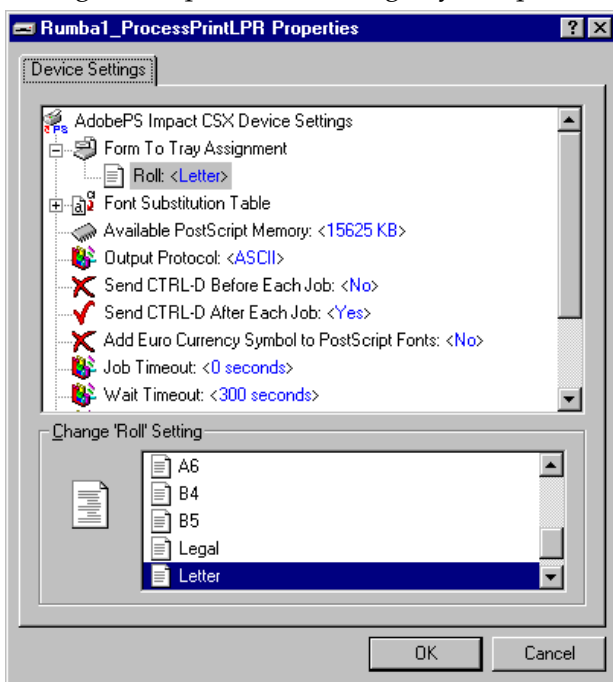 Rumba1_ProcessPrintLPR Properties
Device Settings
AdobePS Impact CSX Device Settings
Form To Tray Assignment
Roll: <Letter>
Font Substitution Table
Available PostScript Memory: <15625 KB>
Output Protocol: <ASCII>
Send CTRL-D Before Each Job: <No>
Send CTRL-D After Each Job: <Yes>
Add Euro Currency Symbol to PostScript Fonts: <No>
Job Timeout: <0 seconds>
Wait Timeout: <300 seconds>
Change 'Roll' Setting
A6
B4
B5
Legal
Letter
OK Cancel